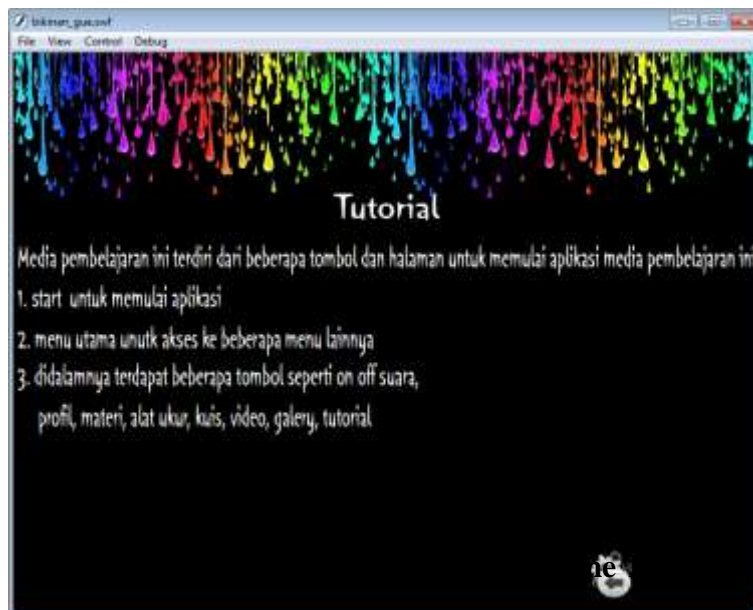 File View Control Debug
Tutorial
Media pembelajaran ini terdiri dari beberapa tombol dan halaman untuk memulai aplikasi media pembelajaran ini
1. start untuk memulai aplikasi
2. menu utama unutk akses ke beberapa menu lainnya
3. didalamnya terdapat beberapa tombol seperti on off suara,
profil, materi, alat ukur, kuis, video, galery, tutorial